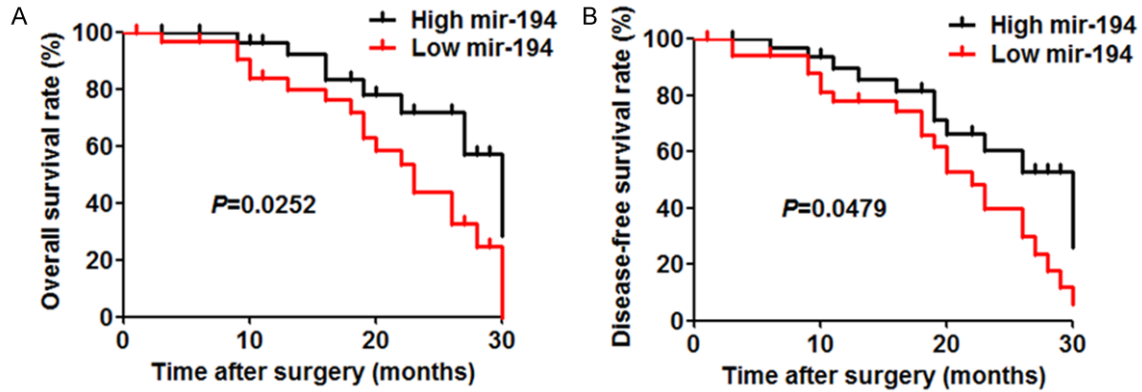 A
High mir-194
Low mir-194
Overall survival rate (%)
100
80
60
40
20
0
P=0.0252
0 10 20 30
Time after surgery (months)
B
High mir-194
Low mir-194
Disease-free survival rate (%)
100
80
60
40
20
0
P=0.0479
0 10 20 30
Time after surgery (months)